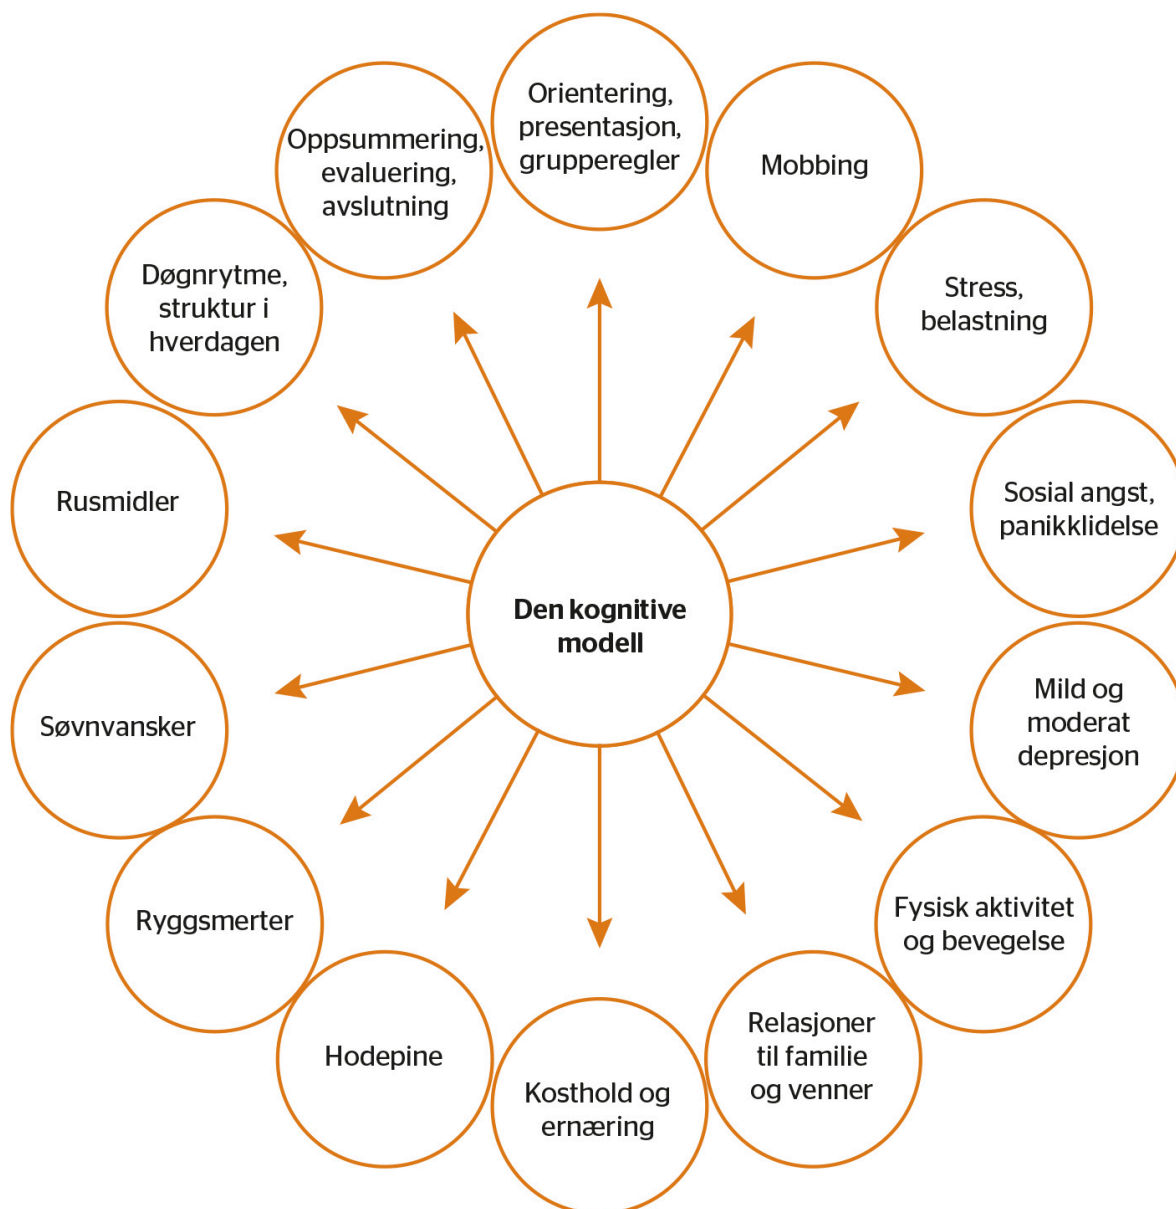 Orientering,
presentasjon,
grupperegler
Mobbing
Stress,
belastning
Sosial angst,
panikklidelse
Mild og
moderat
depresjon
Fysisk aktivitet
og bevegelse
Relasjoner
til familie
og venner
Kosthold og
ernæring
Hodepine
Ryggsmerter
Søvnvansker
Rusmidler
Døgnrytme,
struktur i
hverdagen
Oppsummering,
evaluering,
avslutning
Den kognitive
modell